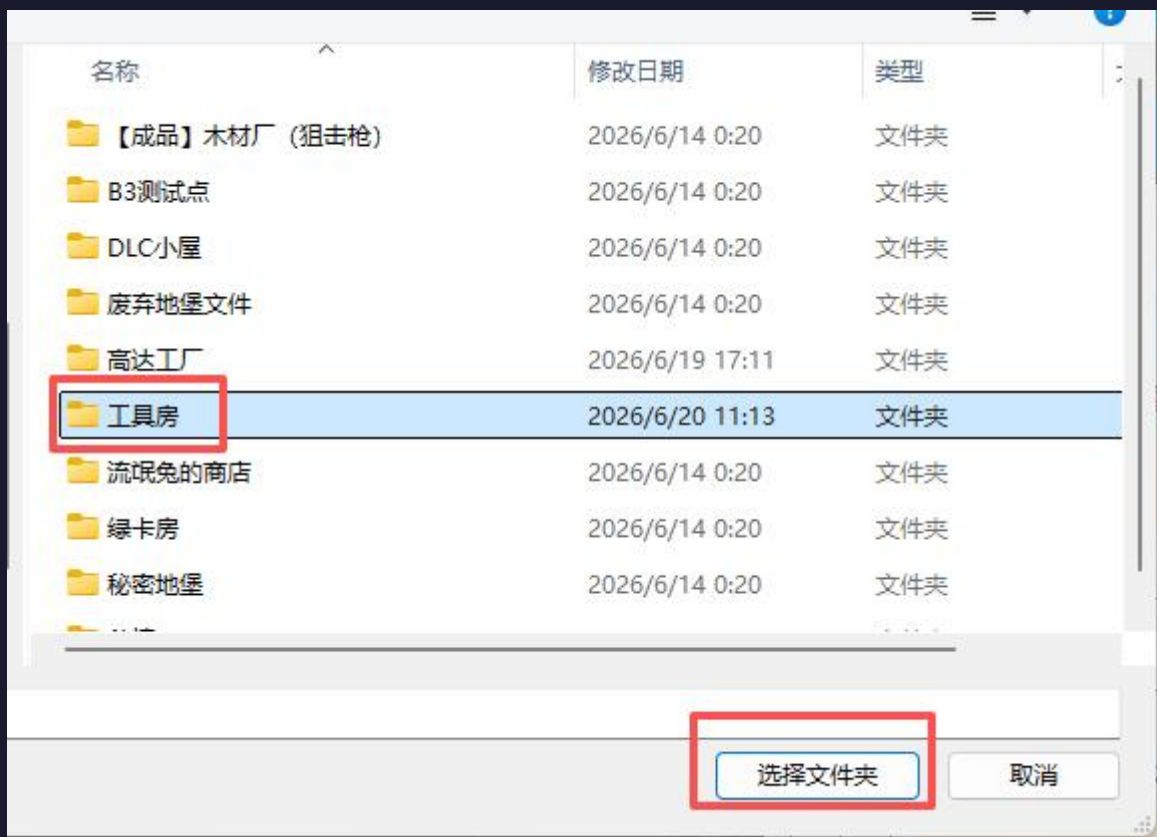 名称 修改日期 类型
【成品】木材厂（狙击枪） 2026/6/14 0:20 文件夹
B3测试点 2026/6/14 0:20 文件夹
DLC小屋 2026/6/14 0:20 文件夹
废弃地堡文件 2026/6/14 0:20 文件夹
高达工厂 2026/6/19 17:11 文件夹
工具房 2026/6/20 11:13 文件夹
流氓兔的商店 2026/6/14 0:20 文件夹
绿卡房 2026/6/14 0:20 文件夹
秘密地堡 2026/6/14 0:20 文件夹
选择文件夹 取消